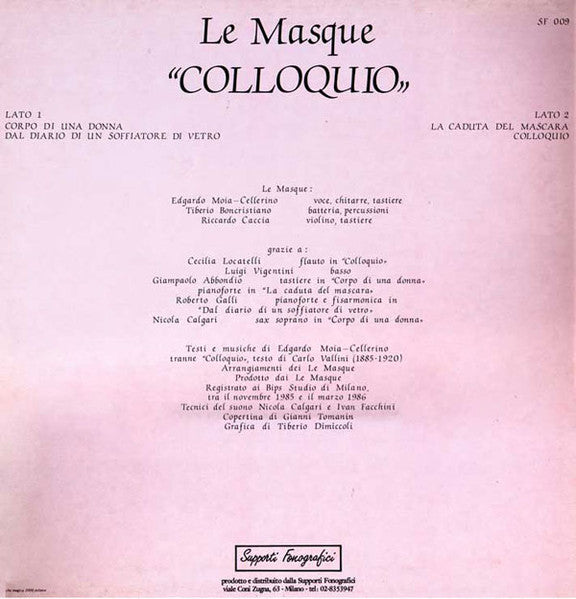 Le Masque
SF 009
“COLLOQUIO„
LATO 1
CORPO DI UNA DONNA
DAL DIARIO DI UN SOFFIATORE DI VETRO
LATO 2
LA CADUTA DEL MASCARA
COLLOQUIO
Le Masque:
Edgardo Moia-Cellerino voce, chitarre, tastiere
Tiberio Boncristiano batteria, percussioni
Riccardo Caccia violino, tastiere
grazie a:
Cecilia Locatelli flauto in "Colloquio„
Luigi Vigentini basso
Giampaolo Abbondio tastiere in "Corpo di una donna„
pianoforte in "La caduta del mascara„
Roberto Galli pianoforte e fisarmonica in
"Dal diario di un soffiatore di vetro„
Nicola Calgari sax soprano in "Corpo di una donna„
Testi e musiche di Edgardo Moia-Cellerino
tranne "Colloquio„, testo di Carlo Vallini (1885-1920)
Arrangiamenti dei Le Masque
Prodotto dai Le Masque
Registrato ai Bips Studio di Milano,
tra il novembre 1985 e il marzo 1986
Tecnici del suono Nicola Calgari e Ivan Facchini
Copertina di Gianni Tomanin
Grafica di Tiberio Dimiccoli
Supporti Fonografici
prodotto e distribuito dalla Supporti Fonografici
viale Coni Zugna, 63 - Milano - tel: 02-8353947